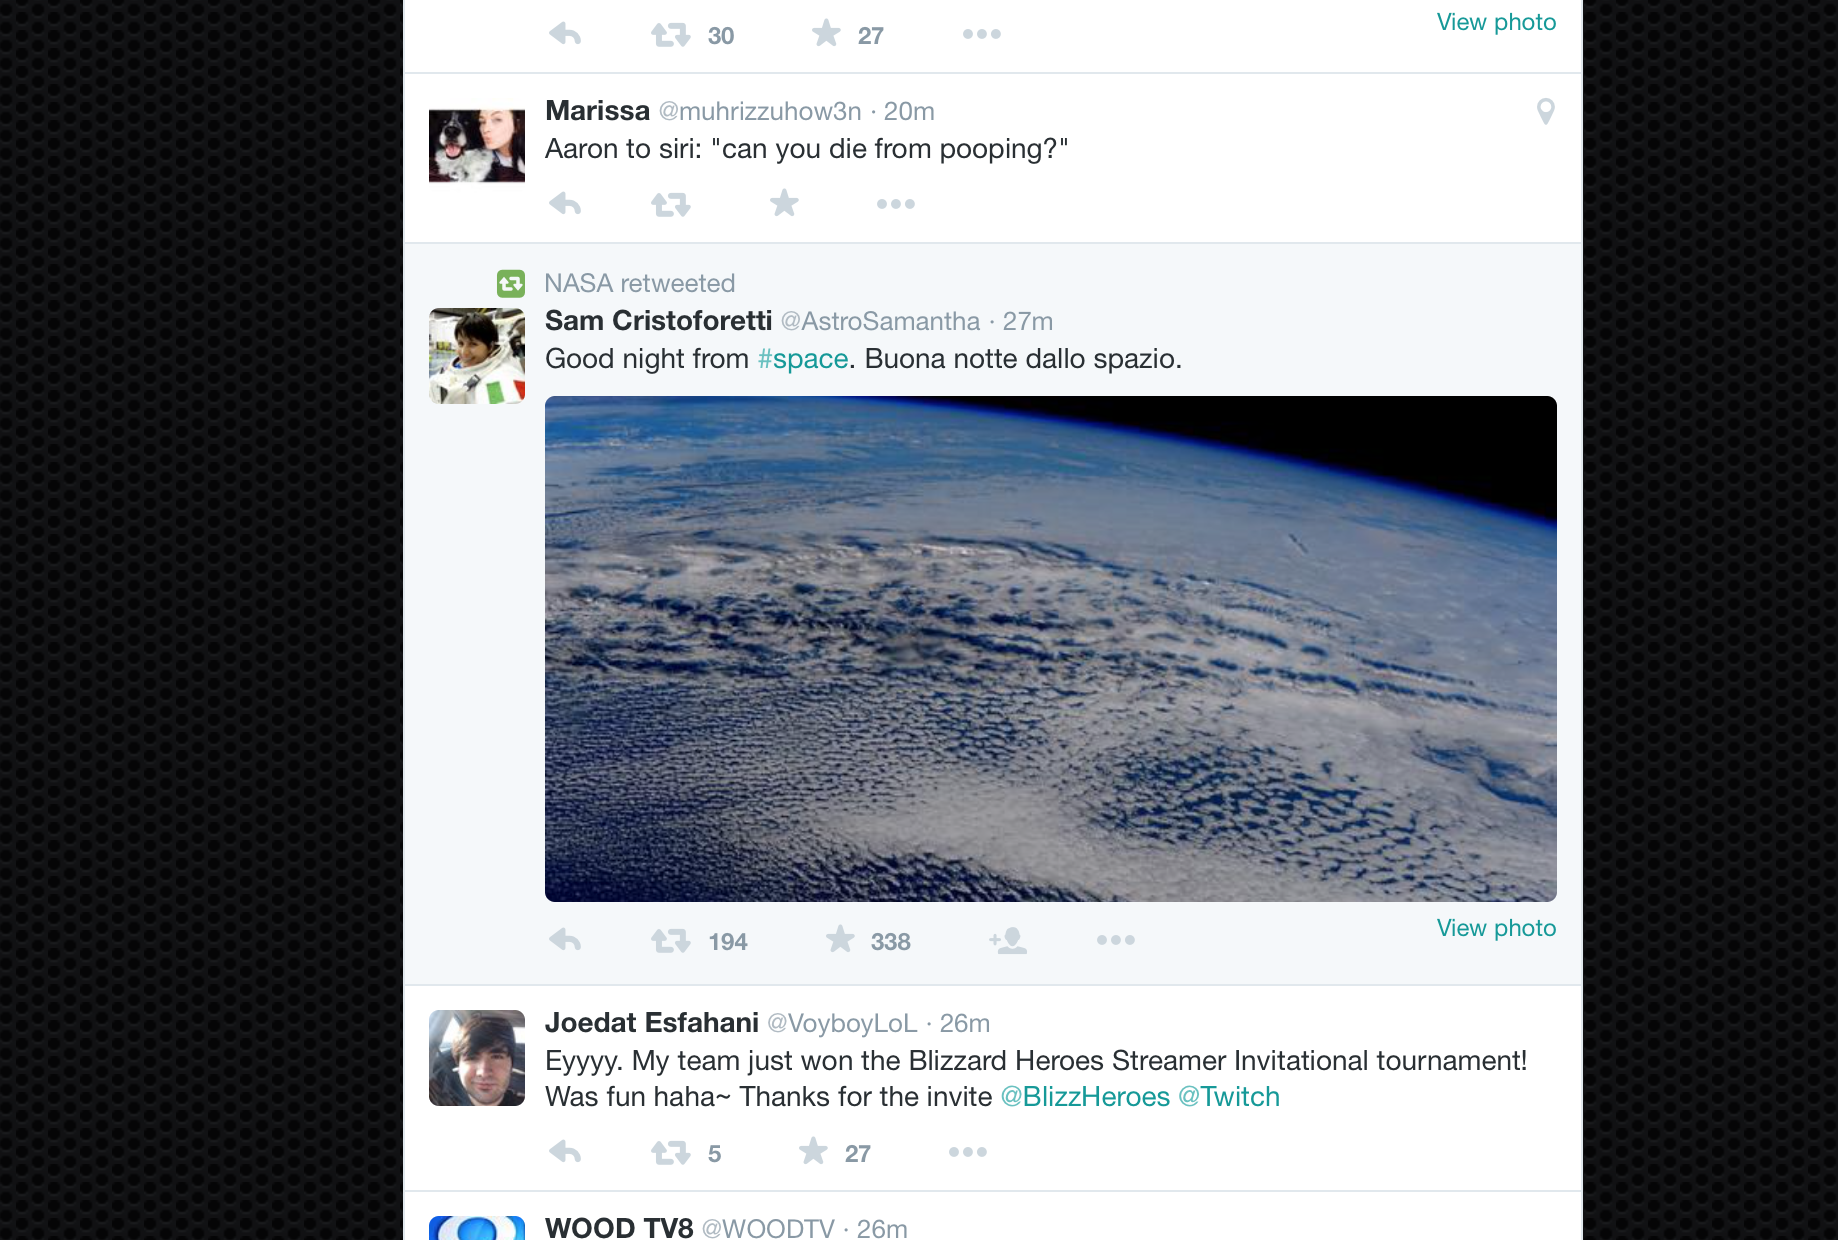 30 27 View photo
Marissa @muhrizzuhow3n · 20m
Aaron to siri: "can you die from pooping?"
NASA retweeted
Sam Cristoforetti @AstroSamantha · 27m
Good night from #space. Buona notte dallo spazio.
194 338 View photo
Joedat Esfahani @VoyboyLoL · 26m
Eyyyy. My team just won the Blizzard Heroes Streamer Invitational tournament!
Was fun haha~ Thanks for the invite @BlizzHeroes @Twitch
5 27
WOOD TV8 @WOODTV · 26m